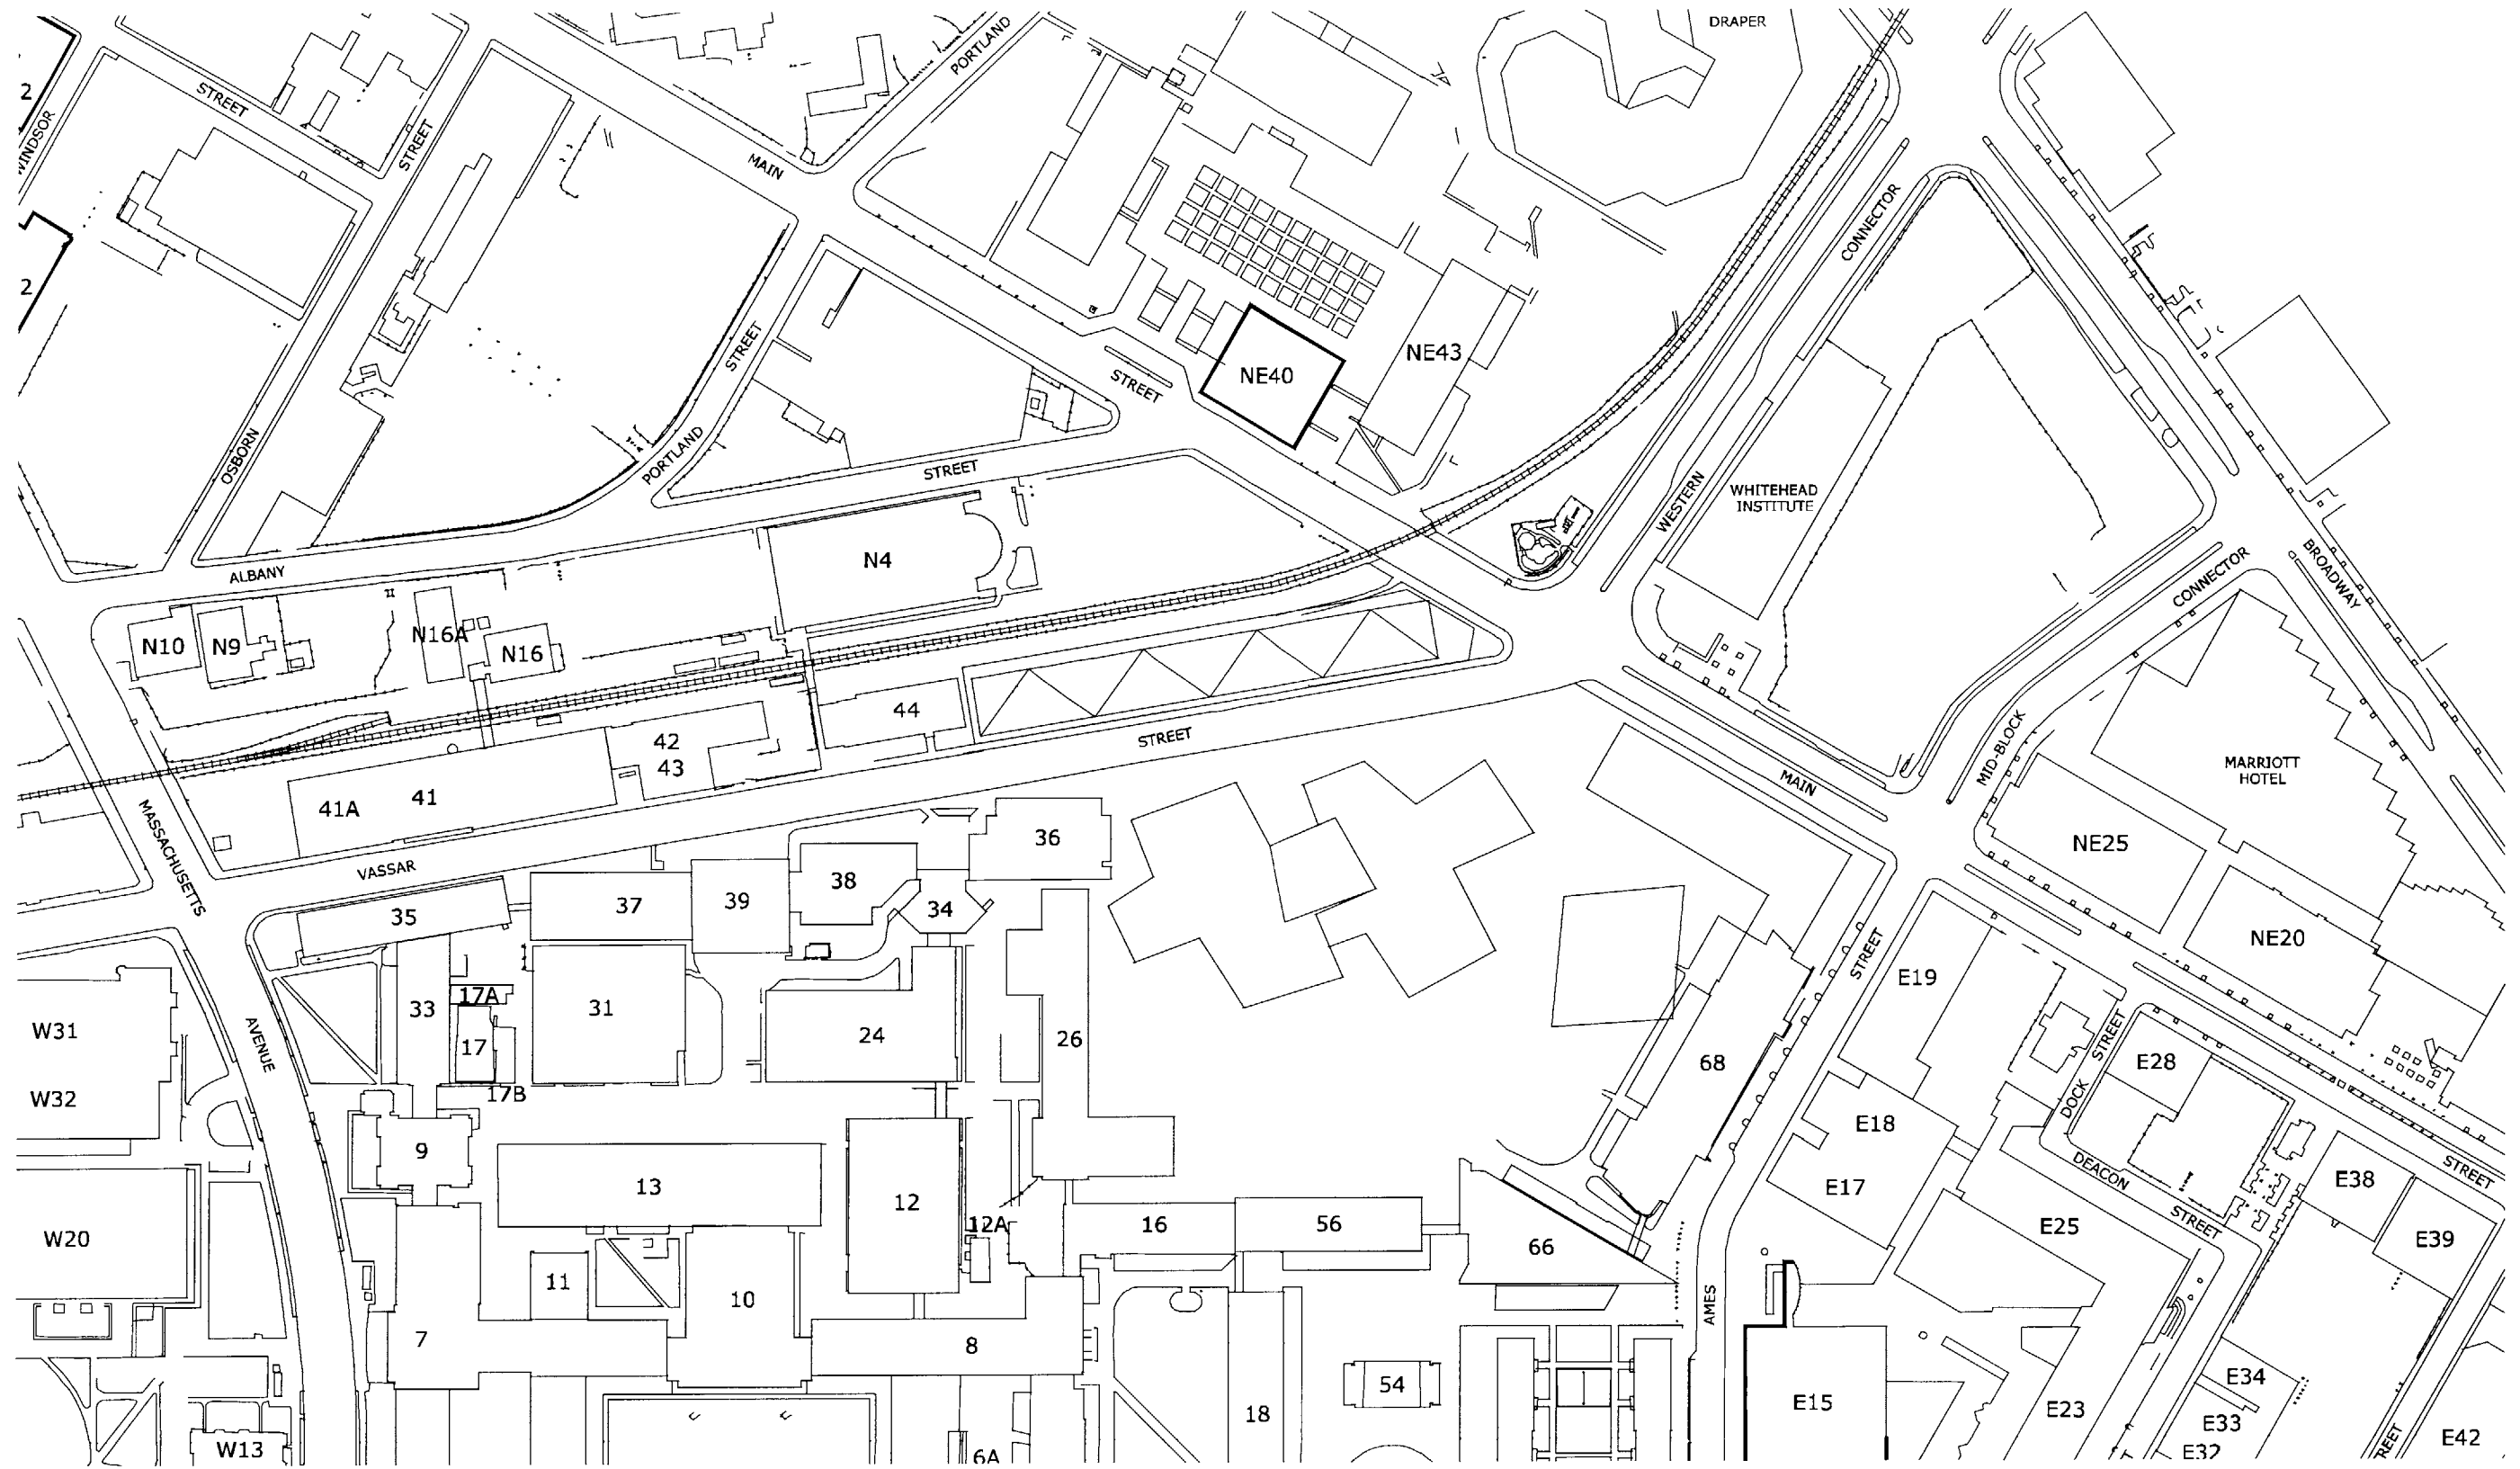 DRAPER
PORTLAND
2
STREET
WINDSOR
STREET
MAIN
CONNECTOR
2
STREET
NE43
NE40
STREET
OSBORN
PORTLAND
STREET
WESTERN
WHITEHEAD
INSTITUTE
N4
ALBANY
CONNECTOR
BROADWAY
N10
N9
N16A
N16
44
42
43
STREET
MID-BLOCK
MARRIOTT
HOTEL
MAIN
41A
41
MASSACHUSETTS
36
NE25
VASSAR
38
37
39
34
35
NE20
STREET
E19
17A
33
31
24
26
W31
AVENUE
17
STREET
E28
68
17B
W32
DOCK
E18
9
DEACON
STREET
E38
13
E17
12
12A
16
56
STREET
E25
W20
66
E39
11
10
AMES
7
8
E34
54
E15
E23
18
E33
W13
6A
E32
REET
E42